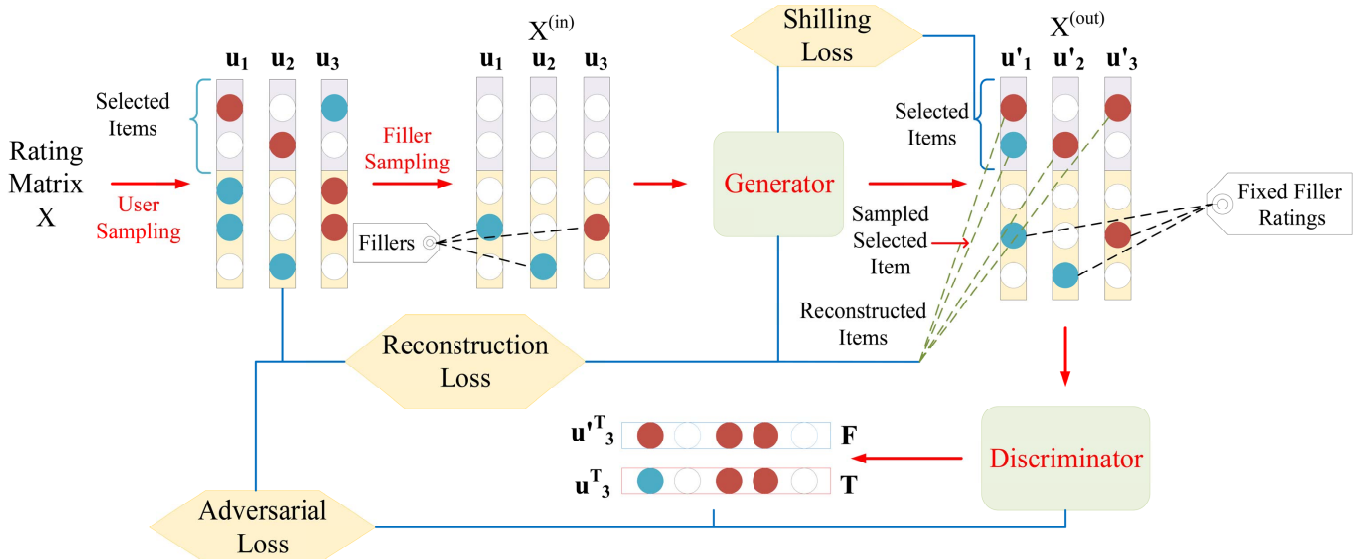 Rating
Matrix
X
User
Sampling
Selected
Items
u1 u2 u3
Filler
Sampling
Fillers
X(in)
u1 u2 u3
Generator
Shilling
Loss
X(out)
u'1 u'2 u'3
Selected
Items
Sampled
Selected
Item
Reconstructed
Items
Fixed Filler
Ratings
Reconstruction
Loss
Discriminator
u'T3 F
uT3 T
Adversarial
Loss